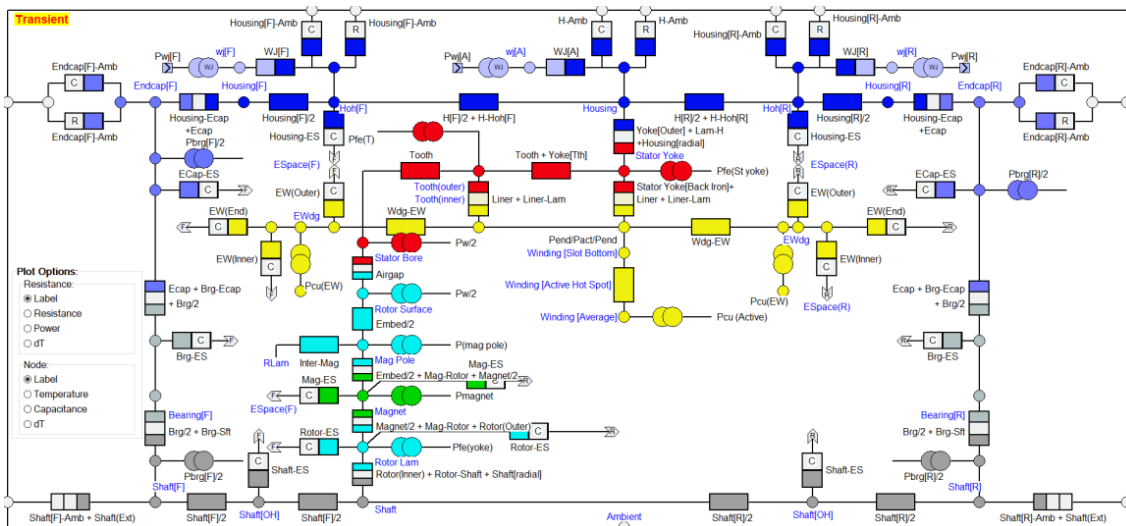 Transient
Housing[F]-Amb
Housing[F]-Amb
H-Amb
H-Amb
Housing[R]-Amb
Housing[R]-Amb
C
R
C
R
C
R
Pwj[F]
wj[F]
WJ[F]
WJ
Pwj[A]
wj[A]
WJ[A]
WJ
WJ[R]
wj[R]
Pwj[R]
WJ
Endcap[F]-Amb
C
R
Endcap[F]-Amb
Endcap[F]
Housing[F]
Housing-Ecap
+Ecap
Housing[F]/2
Hoh[F]
H[F]/2 + H-Hoh[F]
Housing
H[R]/2 + H-Hoh[R]
Hoh[R]
Housing[R]/2
Housing[R]
Housing-Ecap
+Ecap
Endcap[R]
Endcap[R]-Amb
C
R
Endcap[R]-Amb
Pbrg[F]/2
ECap-ES
C
F
Housing-ES
C
ESpace(F)
F
F
C
EW(Outer)
Pfe(T)
Tooth
Tooth + Yoke[Tth]
Yoke[Outer] + Lam-H
+Housing[radial]
Stator Yoke
Pfe(St yoke)
Tooth(outer)
Tooth(inner)
Liner + Liner-Lam
Stator Yoke[Back Iron]+
Liner + Liner-Lam
Housing-ES
C
ESpace(R)
R
R
C
EW(Outer)
ECap-ES
R
C
Pbrg[R]/2
EW(End)
F
C
EWdg
Wdg-EW
EW(Inner)
C
Pcu(EW)
Stator Bore
Pw/2
Airgap
Pend/Pact/Pend
Winding [Slot Bottom]
Winding [Active Hot Spot]
Winding [Average]
Pcu (Active)
Wdg-EW
EWdg
EW(End)
C
R
EW(Inner)
C
Pcu(EW)
ESpace(R)
Plot Options:
Resistance:
Label
Resistance
Power
dT
Node:
Label
Temperature
Capacitance
dT
Ecap + Brg-Ecap
+ Brg/2
Brg-ES
C
F
Rotor Surface
Pw/2
Embed/2
RLam
Inter-Mag
Mag Pole
P(mag pole)
Embed/2 + Mag-Rotor + Magnet/2
Mag-ES
F
C
Mag-ES
C
R
ESpace(F)
Pmagnet
Magnet
Magnet/2 + Mag-Rotor + Rotor(Outer)
Rotor-ES
F
C
Pfe(yoke)
C
R
Rotor-ES
Rotor Lam
Rotor(Inner) + Rotor-Shaft + Shaft[radial]
Ecap + Brg-Ecap
+ Brg/2
Brg-ES
R
C
Bearing[F]
Brg/2 + Brg-Sft
Pbrg[F]/2
F
C
Shaft-ES
Bearing[R]
Brg/2 + Brg-Sft
Pbrg[R]/2
R
C
Shaft-ES
Shaft[F]
Shaft[F]-Amb + Shaft(Ext)
Shaft[F]/2
Shaft[OH]
Shaft[F]/2
Shaft
Ambient
Shaft[R]/2
Shaft[OH]
Shaft[R]/2
Shaft[R]
Shaft[R]-Amb + Shaft(Ext)